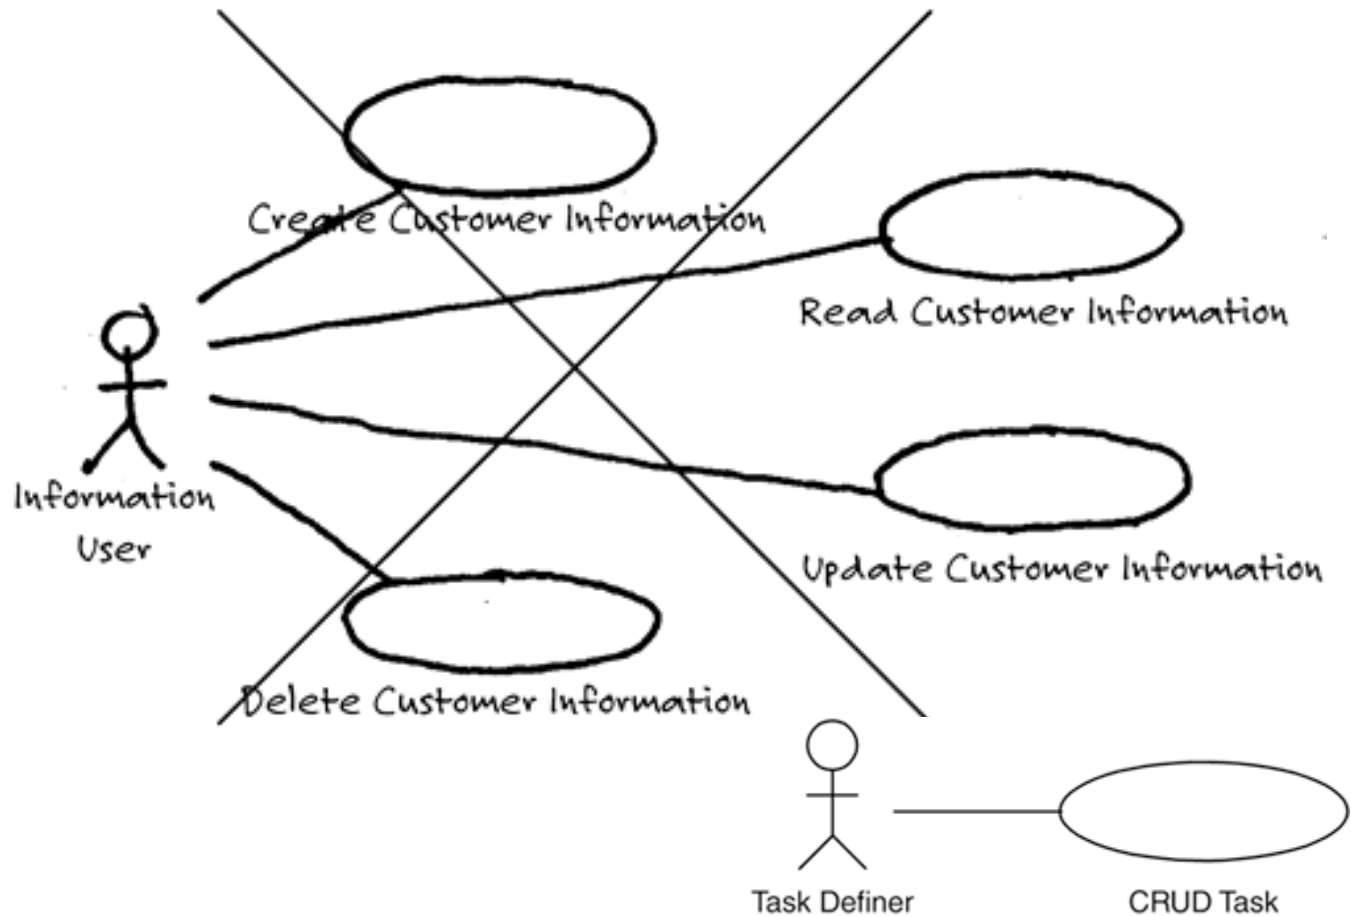 Create Customer Information
Read Customer Information
Information
User
Update Customer Information
Delete Customer Information
Task Definer
CRUD Task